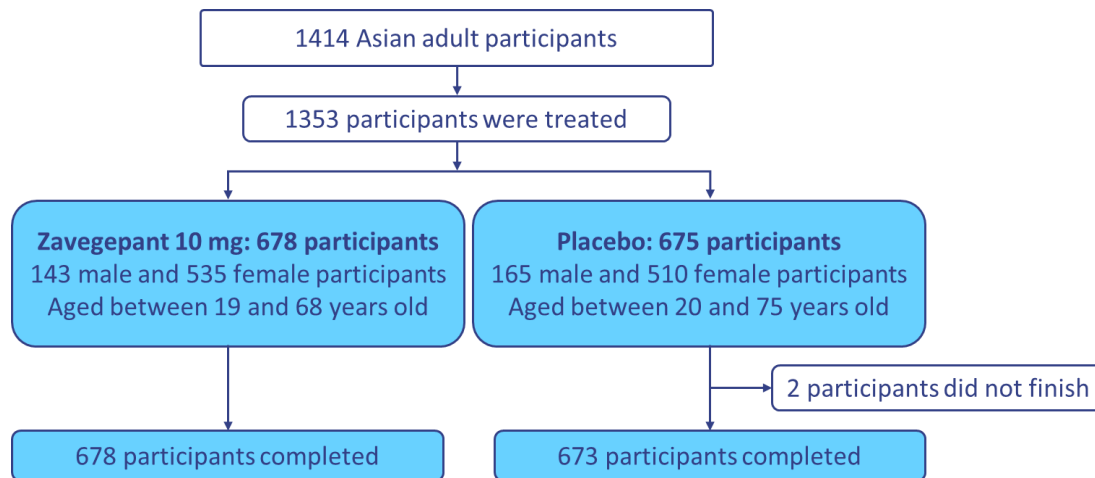 1414 Asian adult participants
1353 participants were treated
Zavegepant 10 mg: 678 participants
143 male and 535 female participants
Aged between 19 and 68 years old
Placebo: 675 participants
165 male and 510 female participants
Aged between 20 and 75 years old
2 participants did not finish
678 participants completed
673 participants completed